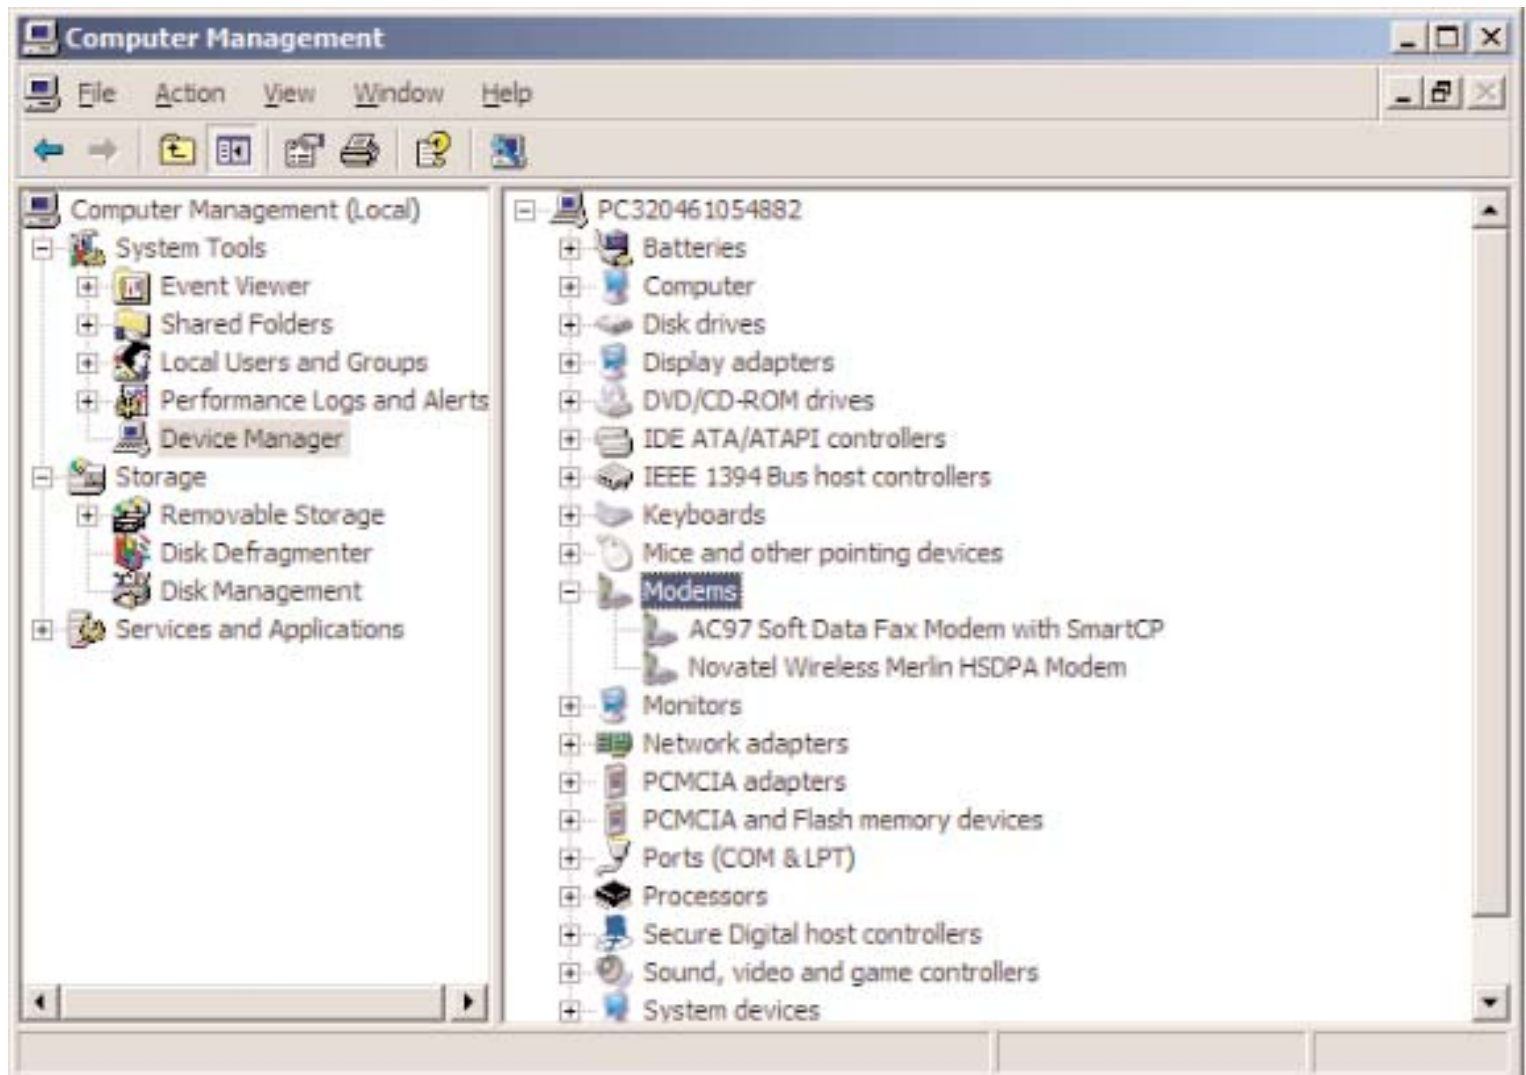 Computer Management
File Action View Window Help
Computer Management (Local)
System Tools
Event Viewer
Shared Folders
Local Users and Groups
Performance Logs and Alerts
Device Manager
Storage
Removable Storage
Disk Defragmenter
Disk Management
Services and Applications
PC320461054882
Batteries
Computer
Disk drives
Display adapters
DVD/CD-ROM drives
IDE ATA/ATAPI controllers
IEEE 1394 Bus host controllers
Keyboards
Mice and other pointing devices
Modems
AC97 Soft Data Fax Modem with SmartCP
Novatel Wireless Merlin HSDPA Modem
Monitors
Network adapters
PCMCIA adapters
PCMCIA and Flash memory devices
Ports (COM & LPT)
Processors
Secure Digital host controllers
Sound, video and game controllers
System devices